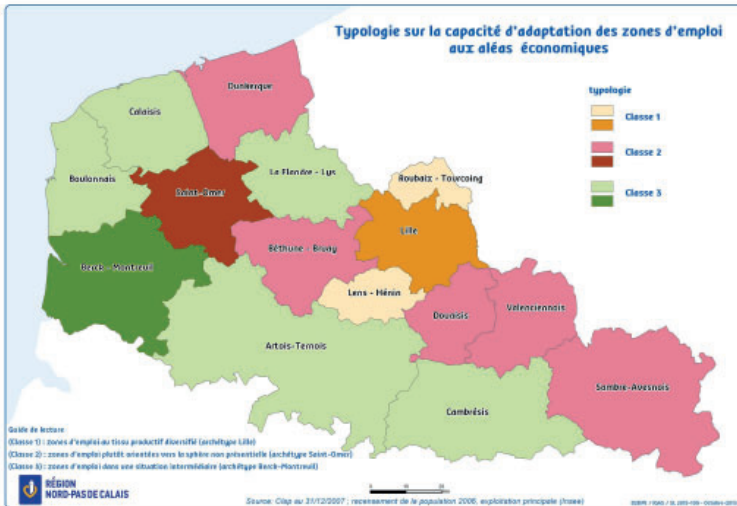 Typologie sur la capacité d'adaptation des zones d'emploi
aux aléas économiques
typologie
Classe 1
Classe 2
Classe 3
Dunkerque
Calaisis
Boulonnais
Saint-Omer
La Flandre - Lys
Roubaix - Tourcoing
Lille
Béthune - Bruay
Berck - Montreuil
Lens - Hénin
Douaisis
Valenciennois
Artois-Ternois
Cambrésis
Sambre-Avesnois
Guide de lecture
(Classe 1) : zones d'emploi au tissu productif diversifié (archétype Lille)
(Classe 2) : zones d'emploi plutôt orientées vers la sphère non présentielle (archétype Saint-Omer)
(Classe 3) : zones d'emploi dans une situation intermédiaire (archétype Berck-Montreuil)
RÉGION
NORD-PAS DE CALAIS
Source: Clap au 31/12/2007 ; recensement de la population 2006, exploitation principale (Insee)